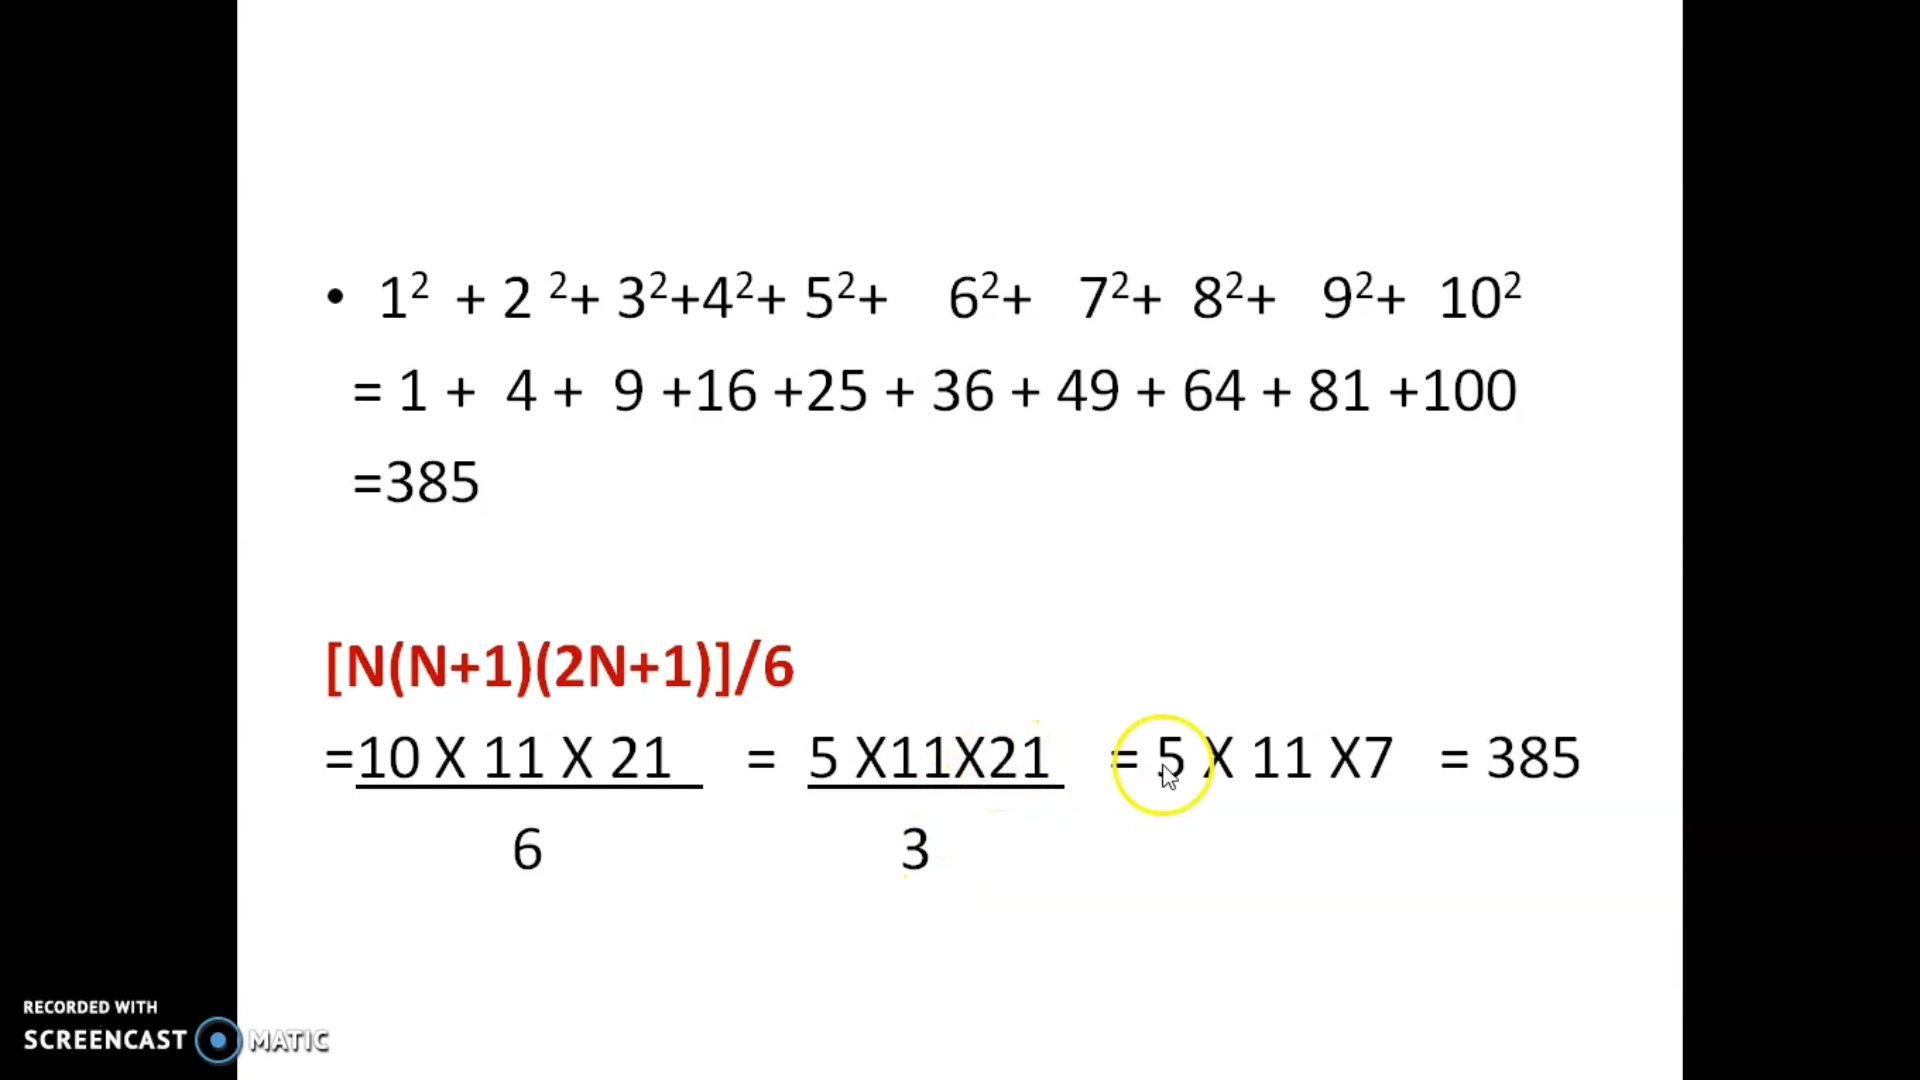 • 1² + 2 ²+ 3²+4²+ 5²+ 6²+ 7²+ 8²+ 9²+ 10²
= 1 + 4 + 9 +16 +25 + 36 + 49 + 64 + 81 +100
=385
[N(N+1)(2N+1)]/6
=10 X 11 X 21 = 5 X11X21 = 5 X 11 X7 = 385
6 3
RECORDED WITH
SCREENCAST MATIC